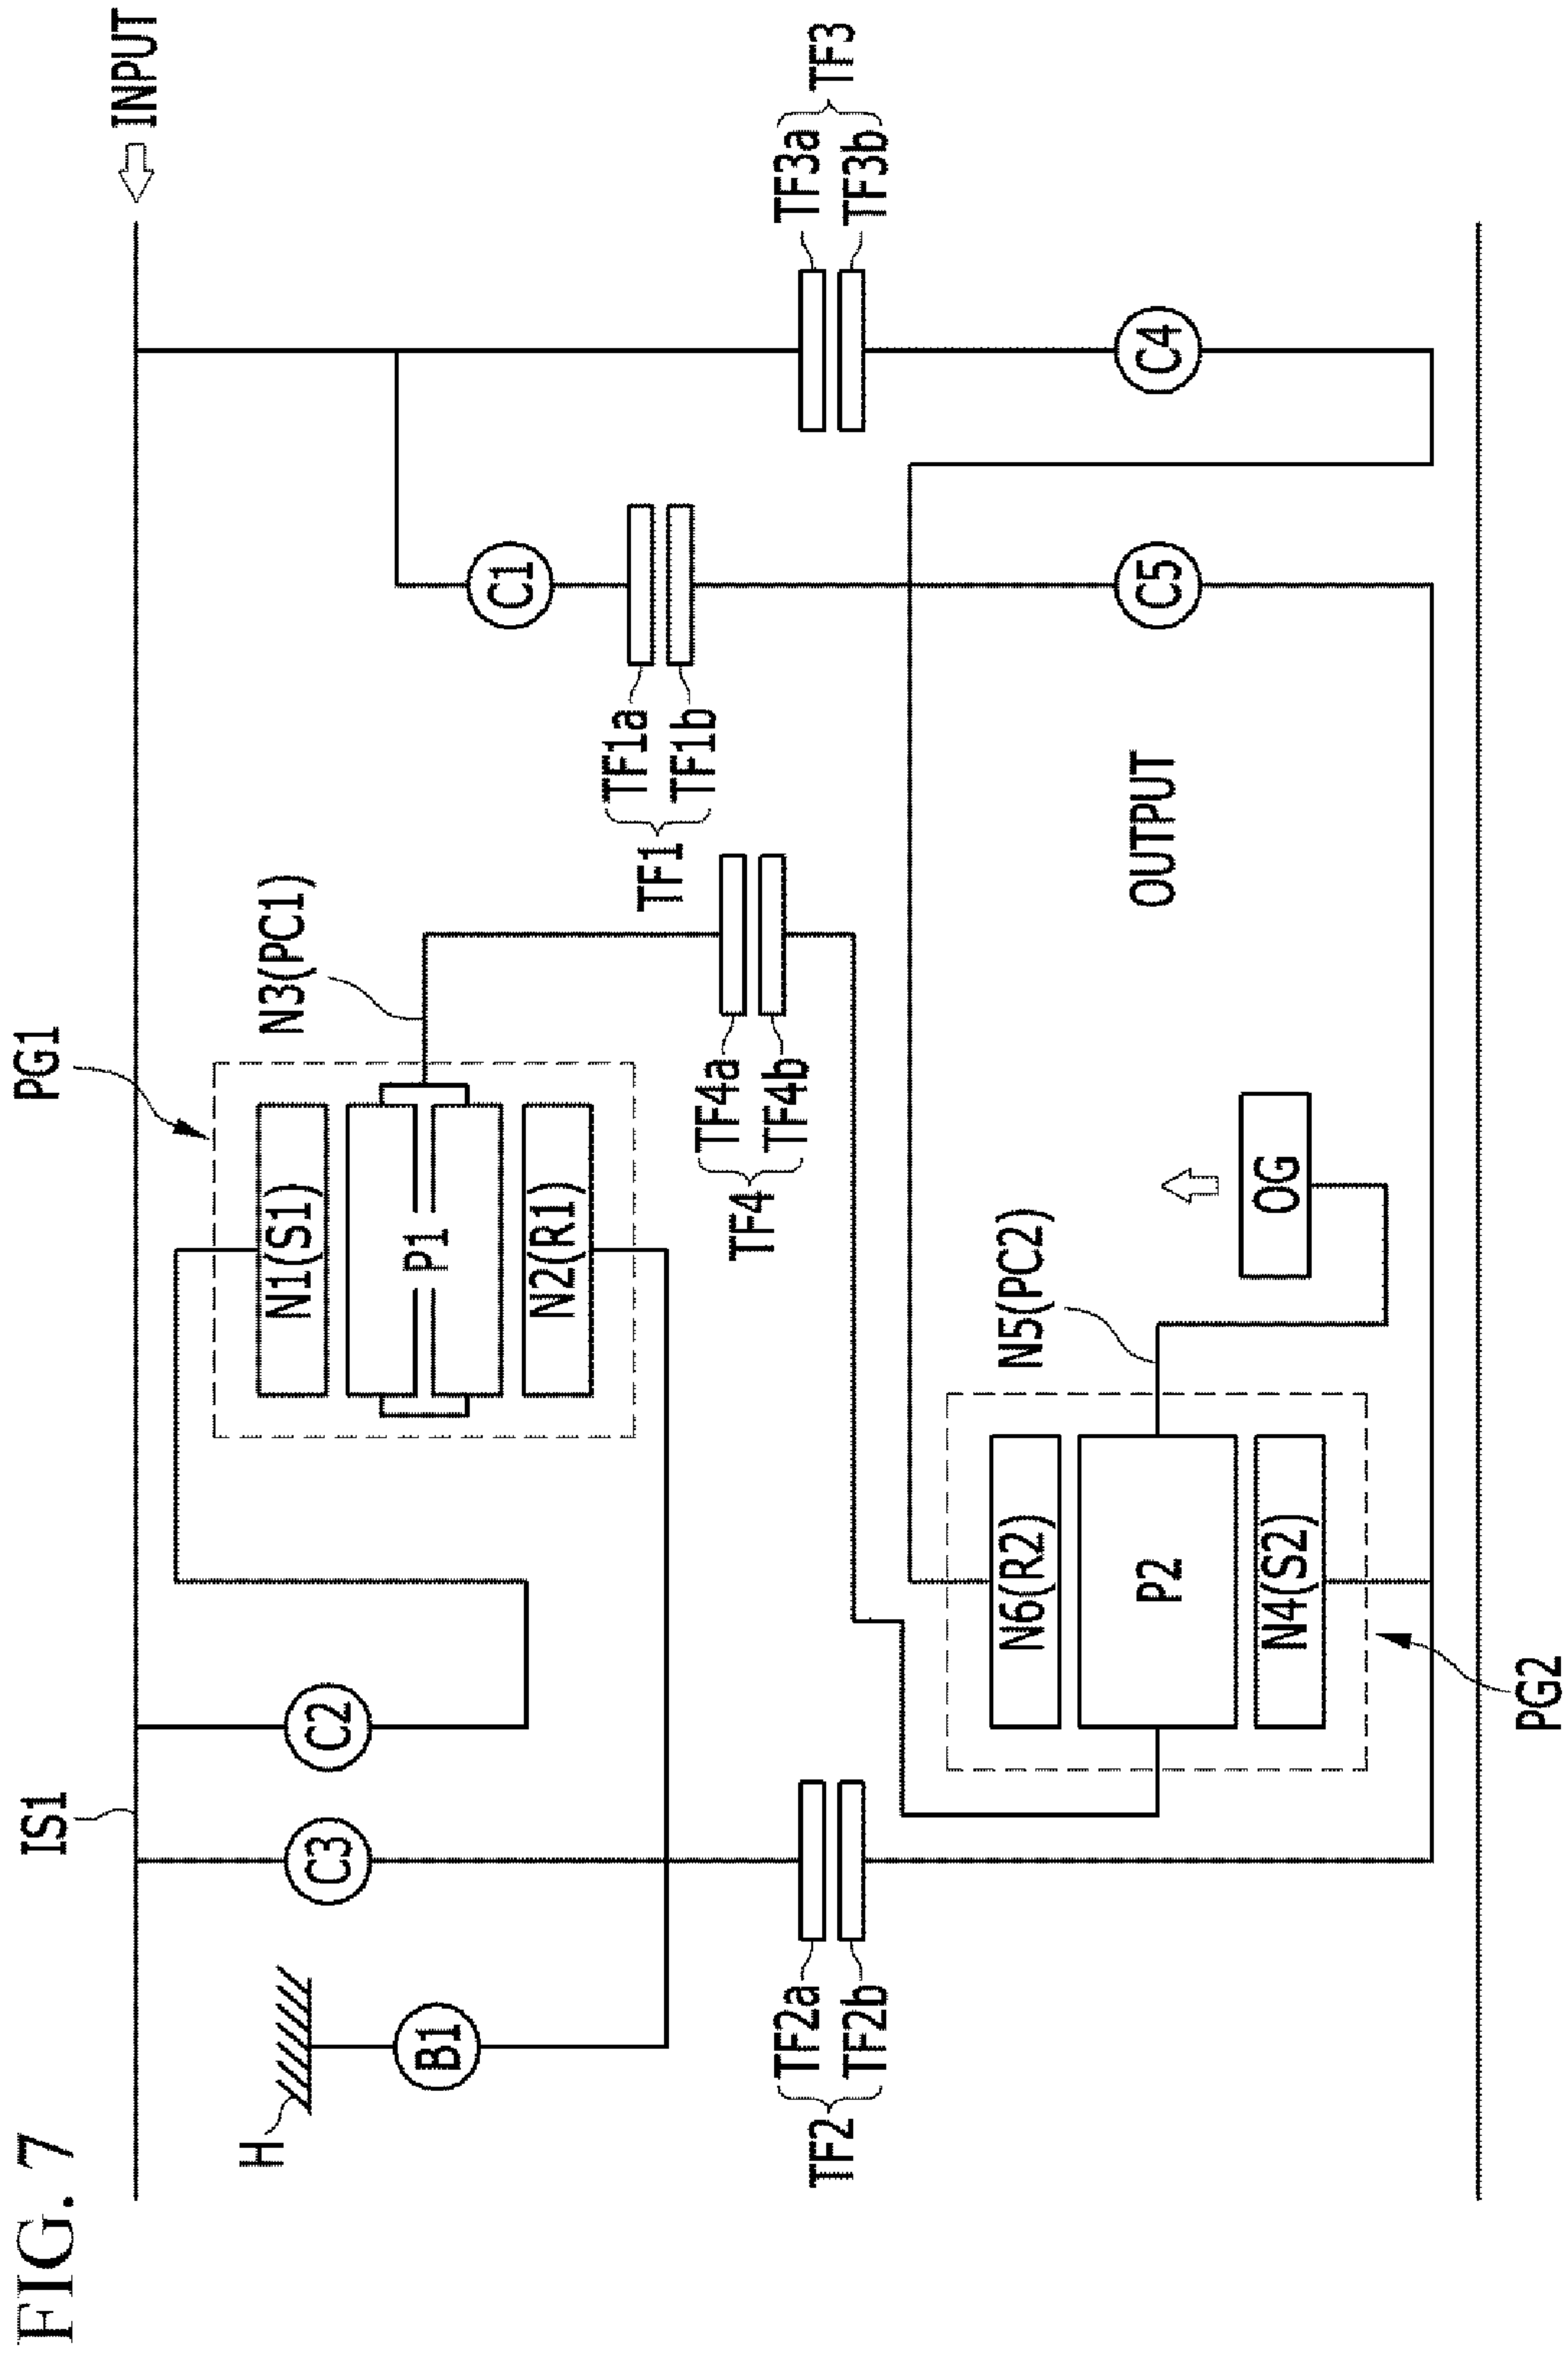 FIG. 7
IS1
PG1
INPUT
H
B1
C3
C2
N1(S1)
P1
N2(R1)
N3(PC1)
C1
TF1a
TF1b
TF1
TF4a
TF4b
TF4
TF3a
TF3b
TF3
TF2a
TF2b
TF2
C4
C5
OUTPUT
OG
N5(PC2)
N6(R2)
P2
N4(S2)
PG2